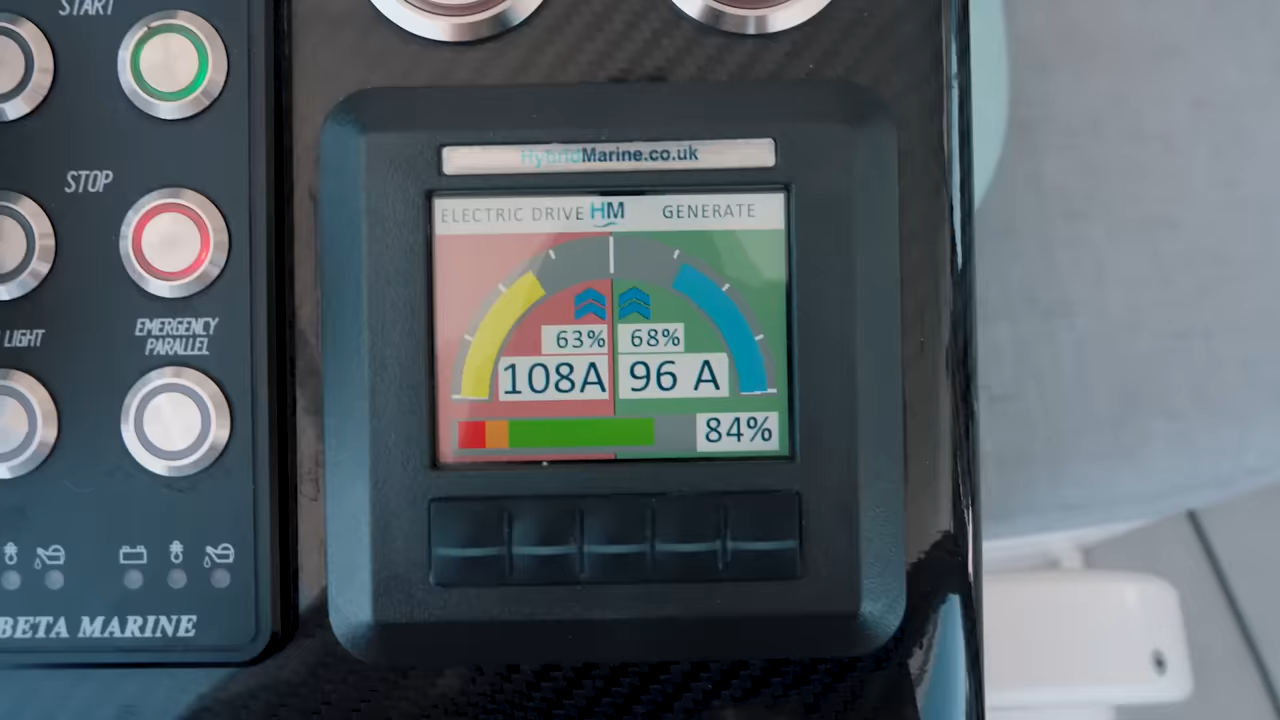 START
STOP
LIGHT
EMERGENCY
PARALLEL
BETA MARINE
HybridMarine.co.uk
ELECTRIC DRIVE HM GENERATE
63% 68%
108A 96 A
84%